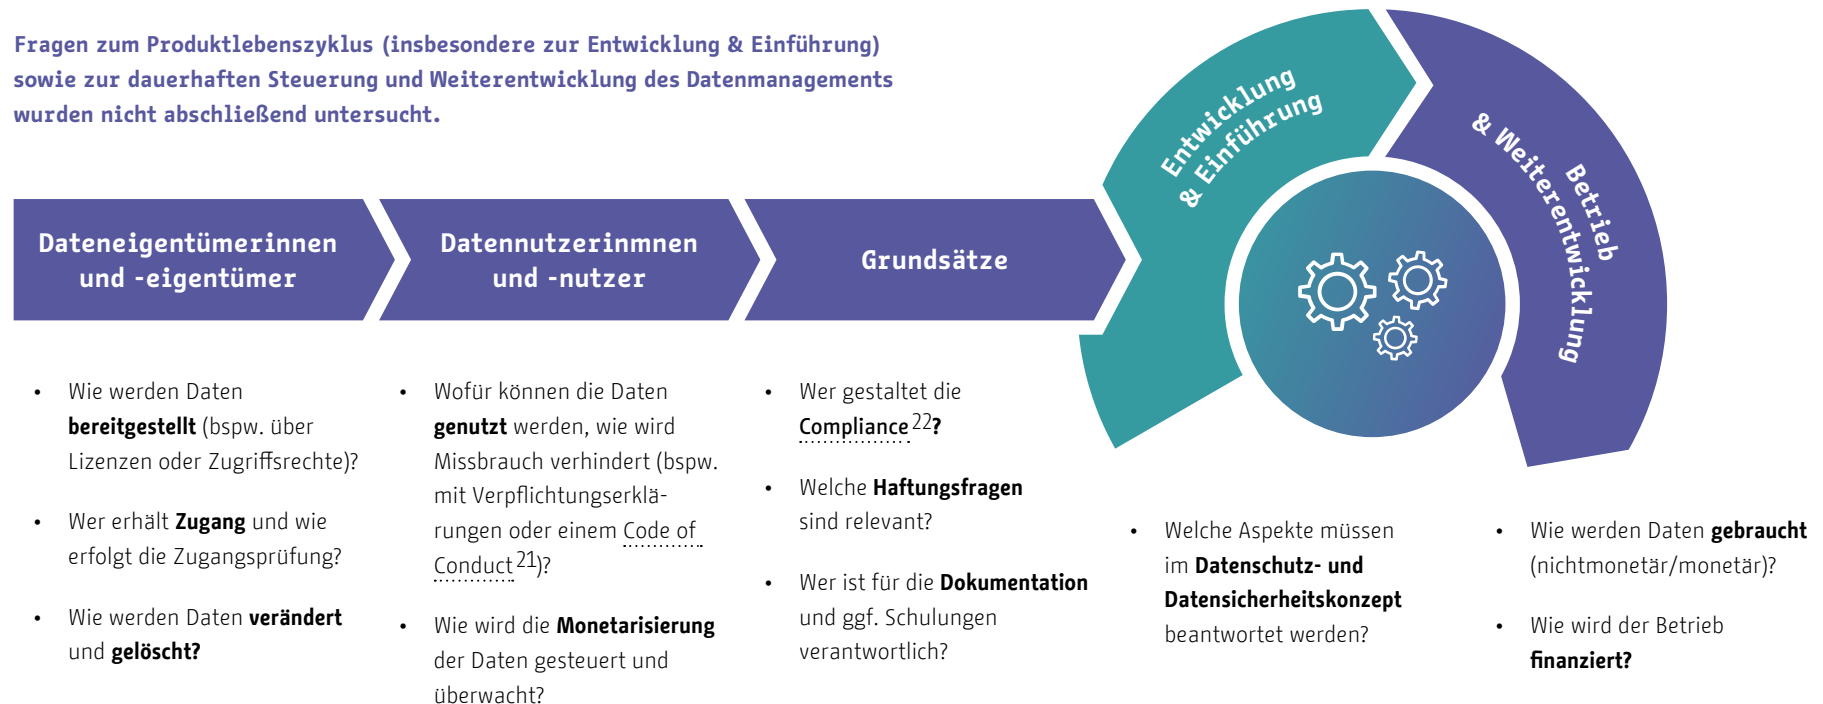 Fragen zum Produktlebenszyklus (insbesondere zur Entwicklung & Einführung)
sowie zur dauerhaften Steuerung und Weiterentwicklung des Datenmanagements
wurden nicht abschließend untersucht.
Dateneigentümerinnen
und -eigentümer
Datennutzerinmnen
und -nutzer
Grundsätze
Entwicklung
& Einführung
Betrieb
& Weiterentwicklung
• Wie werden Daten
bereitgestellt (bspw. über
Lizenzen oder Zugriffsrechte)?
• Wer erhält Zugang und wie
erfolgt die Zugangsprüfung?
• Wie werden Daten verändert
und gelöscht?
• Wofür können die Daten
genutzt werden, wie wird
Missbrauch verhindert (bspw.
mit Verpflichtungserklä-
rungen oder einem Code of
Conduct 21)?
• Wie wird die Monetarisierung
der Daten gesteuert und
überwacht?
• Wer gestaltet die
Compliance 22?
• Welche Haftungsfragen
sind relevant?
• Wer ist für die Dokumentation
und ggf. Schulungen
verantwortlich?
• Welche Aspekte müssen
im Datenschutz- und
Datensicherheitskonzept
beantwortet werden?
• Wie werden Daten gebraucht
(nichtmonetär/monetär)?
• Wie wird der Betrieb
finanziert?